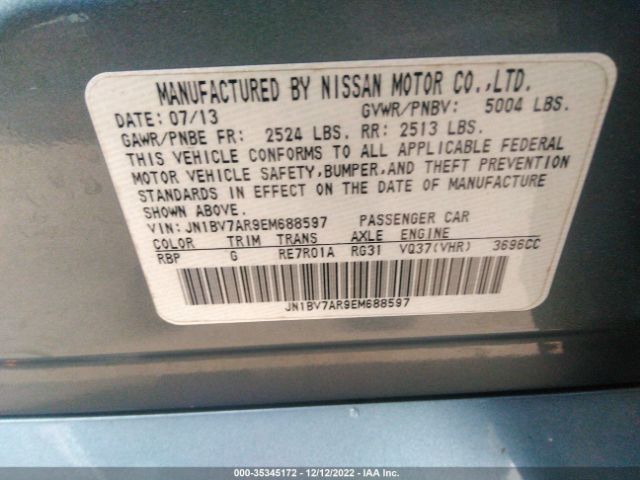 MANUFACTURED BY NISSAN MOTOR CO.,LTD.
DATE: 07/13 GVWR/PNBV: 5004 LBS.
GAWR/PNBE FR: 2524 LBS. RR: 2513 LBS.
THIS VEHICLE CONFORMS TO ALL APPLICABLE FEDERAL
MOTOR VEHICLE SAFETY,BUMPER,AND THEFT PREVENTION
STANDARDS IN EFFECT ON THE DATE OF MANUFACTURE
SHOWN ABOVE.
VIN: JN1BV7AR9EM688597 PASSENGER CAR
COLOR TRIM TRANS AXLE ENGINE
RBP G RE7R01A RG31 VQ37(VHR) 3696CC
JN1BV7AR9EM688597
000-35345172 - 12/12/2022 - IAA Inc.